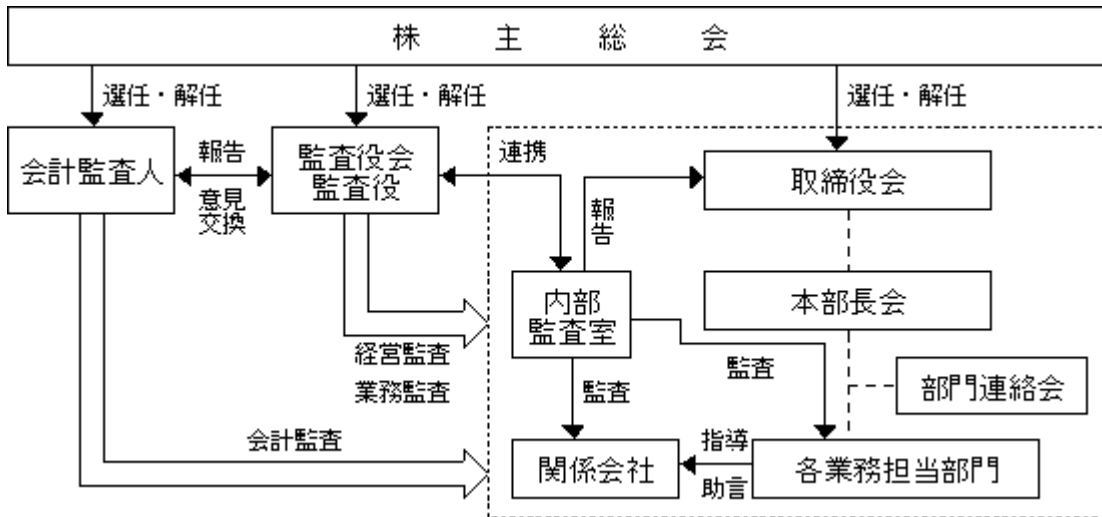 株主総会
選任・解任
選任・解任
選任・解任
会計監査人
報告
意見
交換
監査役会
監査役
連携
取締役会
報告
内部
監査室
本部長会
経営監査
業務監査
監査
監査
部門連絡会
会計監査
関係会社
指導
助言
各業務担当部門